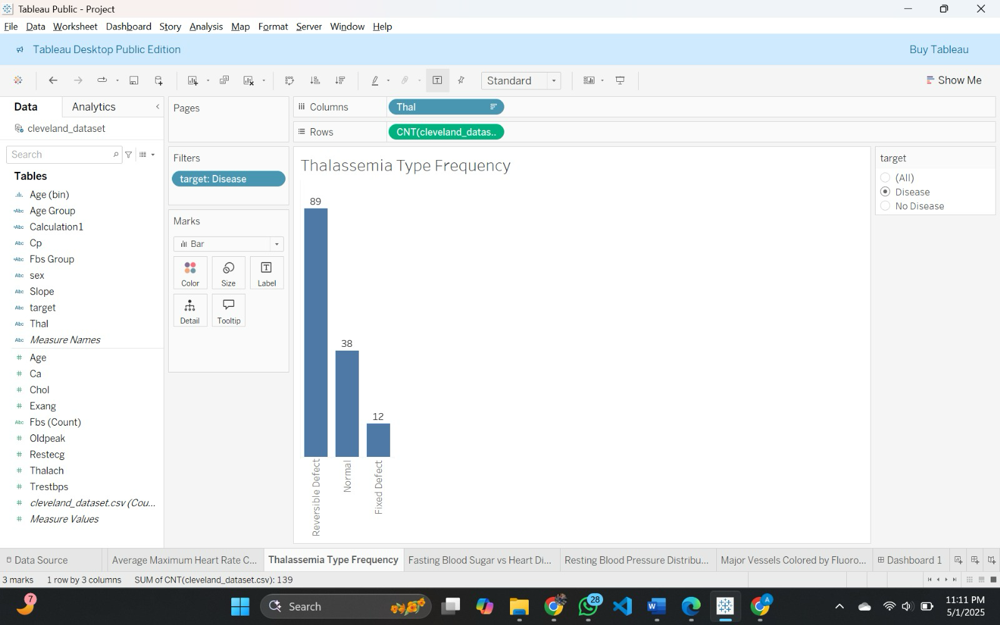 Tableau Public - Project
File Data Worksheet Dashboard Story Analysis Map Format Server Window Help
Tableau Desktop Public Edition
Buy Tableau
Standard
Show Me
Data
Analytics
cleveland_dataset
Search
Tables
Age (bin)
Age Group
Calculation1
Cp
Fbs Group
sex
Slope
target
Thal
Measure Names
Age
Ca
Chol
Exang
Fbs (Count)
Oldpeak
Restecg
Thalach
Trestbps
cleveland_dataset.csv (Cou...
Measure Values
Pages
Filters
target: Disease
Marks
Bar
Color
Size
Label
Detail
Tooltip
Columns
Thal
Rows
CNT(cleveland_datas..
Thalassemia Type Frequency
89
38
12
Reversible Defect
Normal
Fixed Defect
target
(All)
Disease
No Disease
Data Source
Average Maximum Heart Rate C...
Thalassemia Type Frequency
Fasting Blood Sugar vs Heart Di...
Resting Blood Pressure Distribu...
Major Vessels Colored by Fluoro...
Dashboard 1
3 marks
1 row by 3 columns
SUM of CNT(cleveland_dataset.csv): 139
7
Search
28
11:11 PM
5/1/2025